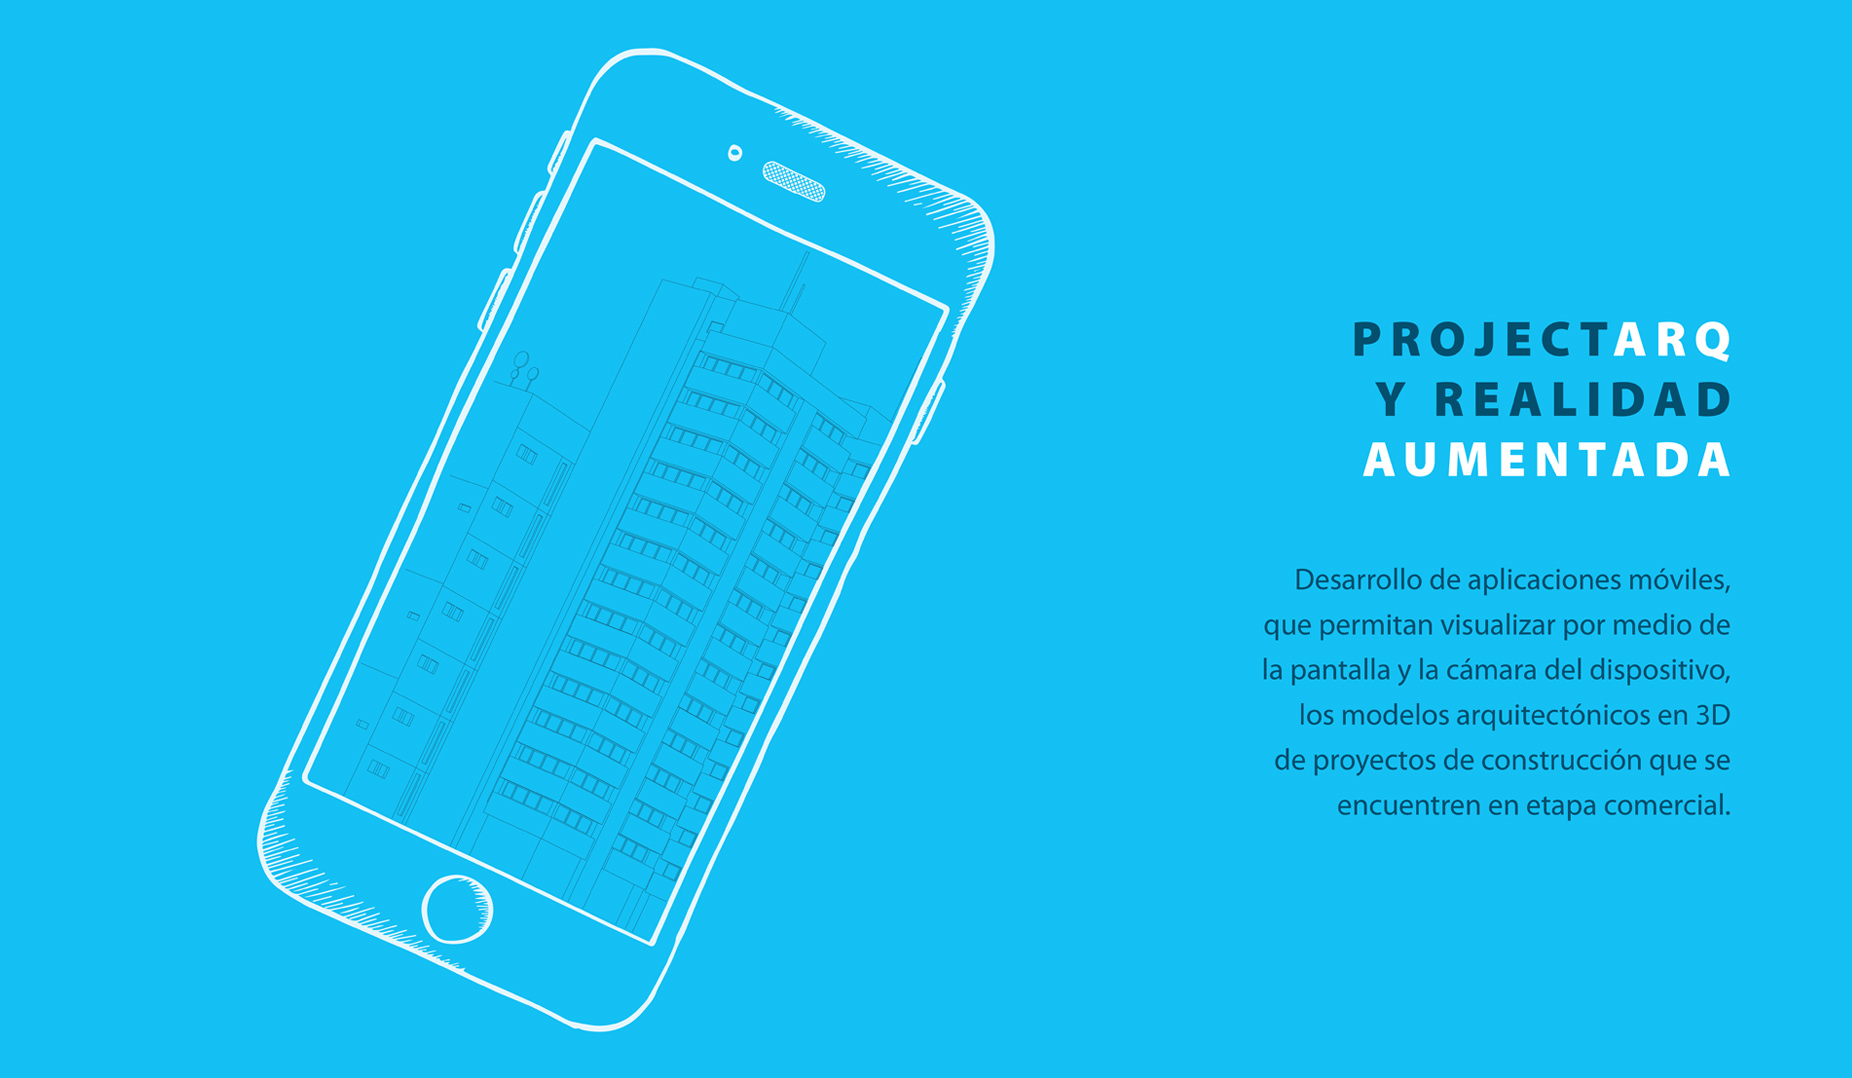 PROJECTARQ
Y REALIDAD
AUMENTADA
Desarrollo de aplicaciones móviles,
que permitan visualizar por medio de
la pantalla y la cámara del dispositivo,
los modelos arquitectónicos en 3D
de proyectos de construcción que se
encuentren en etapa comercial.